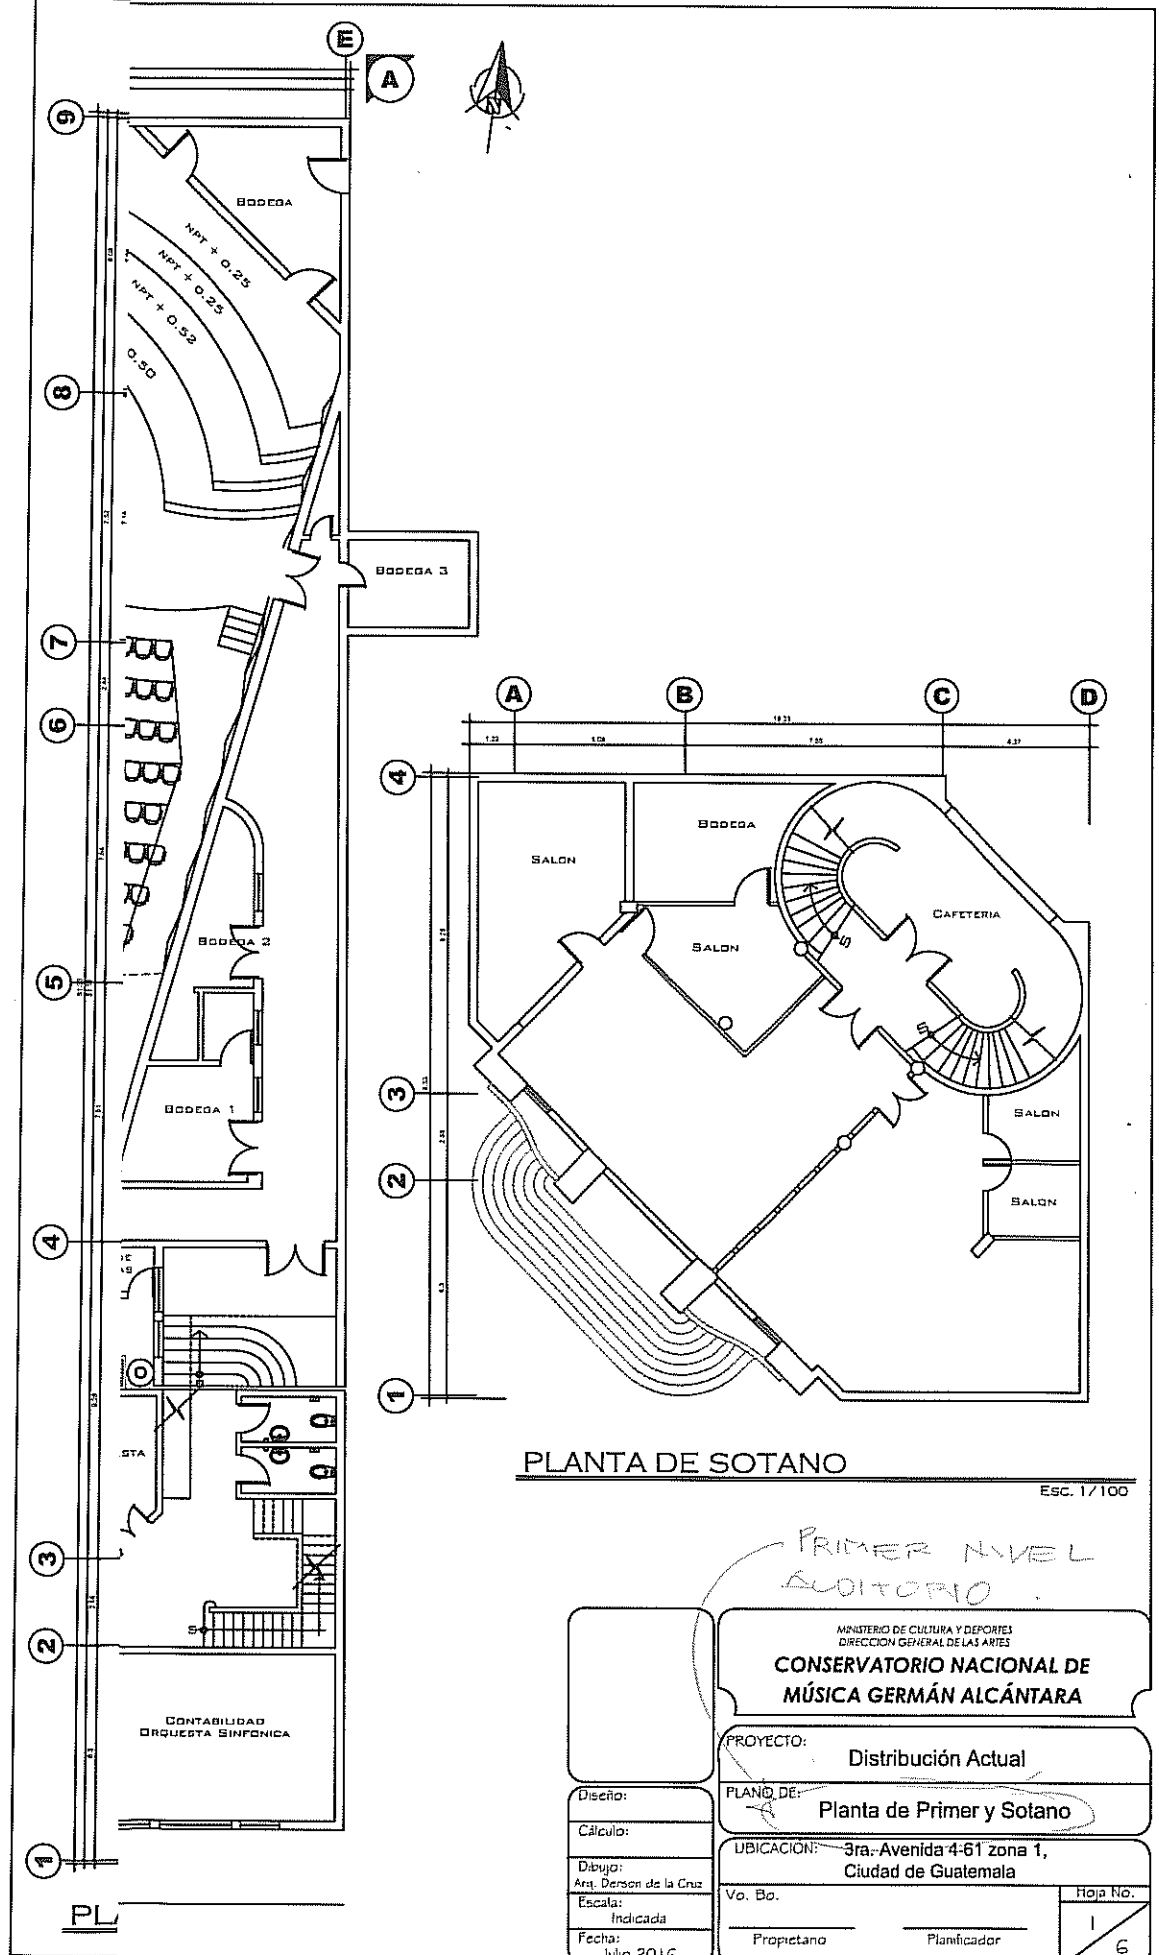 E
A
N
9
BODEGA
NPT + 0.25
NPT + 0.25
NPT + 0.52
0.50
8
BODEGA 3
7
6
BODEGA 2
5
BODEGA 1
4
STA
3
2
S
CONTABILIDAD
ORQUESTA SINFONICA
1
PL
A B C D
4
SALON
BODEGA
CAFETERIA
SALON
S
S
3
SALON
2
SALON
1
PLANTA DE SOTANO
Esc. 1/100
PRIMER NIVEL
AUDITORIO
MINISTERIO DE CULTURA Y DEPORTES
DIRECCION GENERAL DE LAS ARTES
CONSERVATORIO NACIONAL DE
MÚSICA GERMÁN ALCÁNTARA
PROYECTO:
Distribución Actual
PLANO DE:
Planta de Primer y Sotano
UBICACIÓN: 3ra. Avenida 4-61 zona 1,
Ciudad de Guatemala
Diseño:
Cálculo:
Dibujo:
Arq. Derson de la Cruz
Escala:
Indicada
Fecha:
Julio 2016
Vo. Bo.
Propietario
Planificador
Hoja No.
1
6